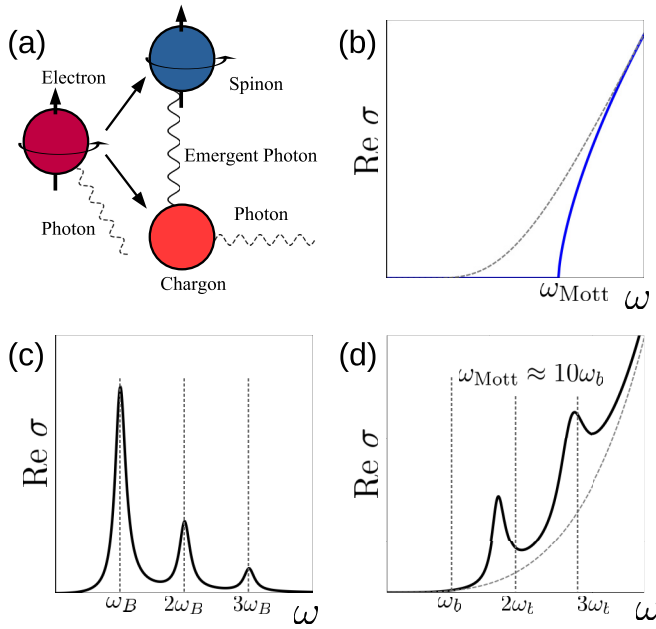 (a)
Electron
Spinon
Emergent Photon
Photon
Photon
Chargon
(b)
Re σ
ω_Mott
ω
(c)
Re σ
ω_B
2ω_B
3ω_B
ω
(d)
ω_Mott ≈ 10ω_b
Re σ
ω_b
2ω_t
3ω_t
ω